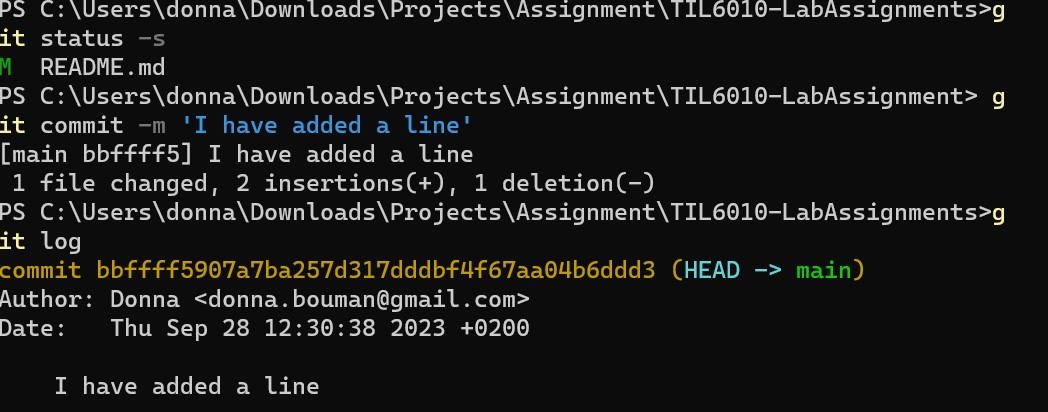 PS C:\Users\donna\Downloads\Projects\Assignment\TIL6010-LabAssignments>g
it status -s
M  README.md
PS C:\Users\donna\Downloads\Projects\Assignment\TIL6010-LabAssignment> g
it commit -m 'I have added a line'
[main bbffff5] I have added a line
 1 file changed, 2 insertions(+), 1 deletion(-)
PS C:\Users\donna\Downloads\Projects\Assignment\TIL6010-LabAssignments>g
it log
commit bbffff5907a7ba257d317dddbf4f67aa04b6ddd3 (HEAD -> main)
Author: Donna <donna.bouman@gmail.com>
Date:   Thu Sep 28 12:30:38 2023 +0200

    I have added a line